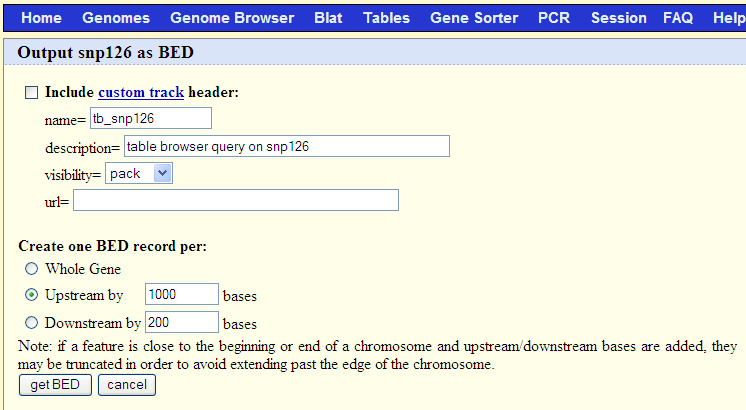 Home Genomes Genome Browser Blat Tables Gene Sorter PCR Session FAQ Help
Output snp126 as BED
Include custom track header:
name= tb_snp126
description= table browser query on snp126
visibility= pack
url=
Create one BED record per:
Whole Gene
Upstream by 1000 bases
Downstream by 200 bases
Note: if a feature is close to the beginning or end of a chromosome and upstream/downstream bases are added, they
may be truncated in order to avoid extending past the edge of the chromosome.
get BED cancel